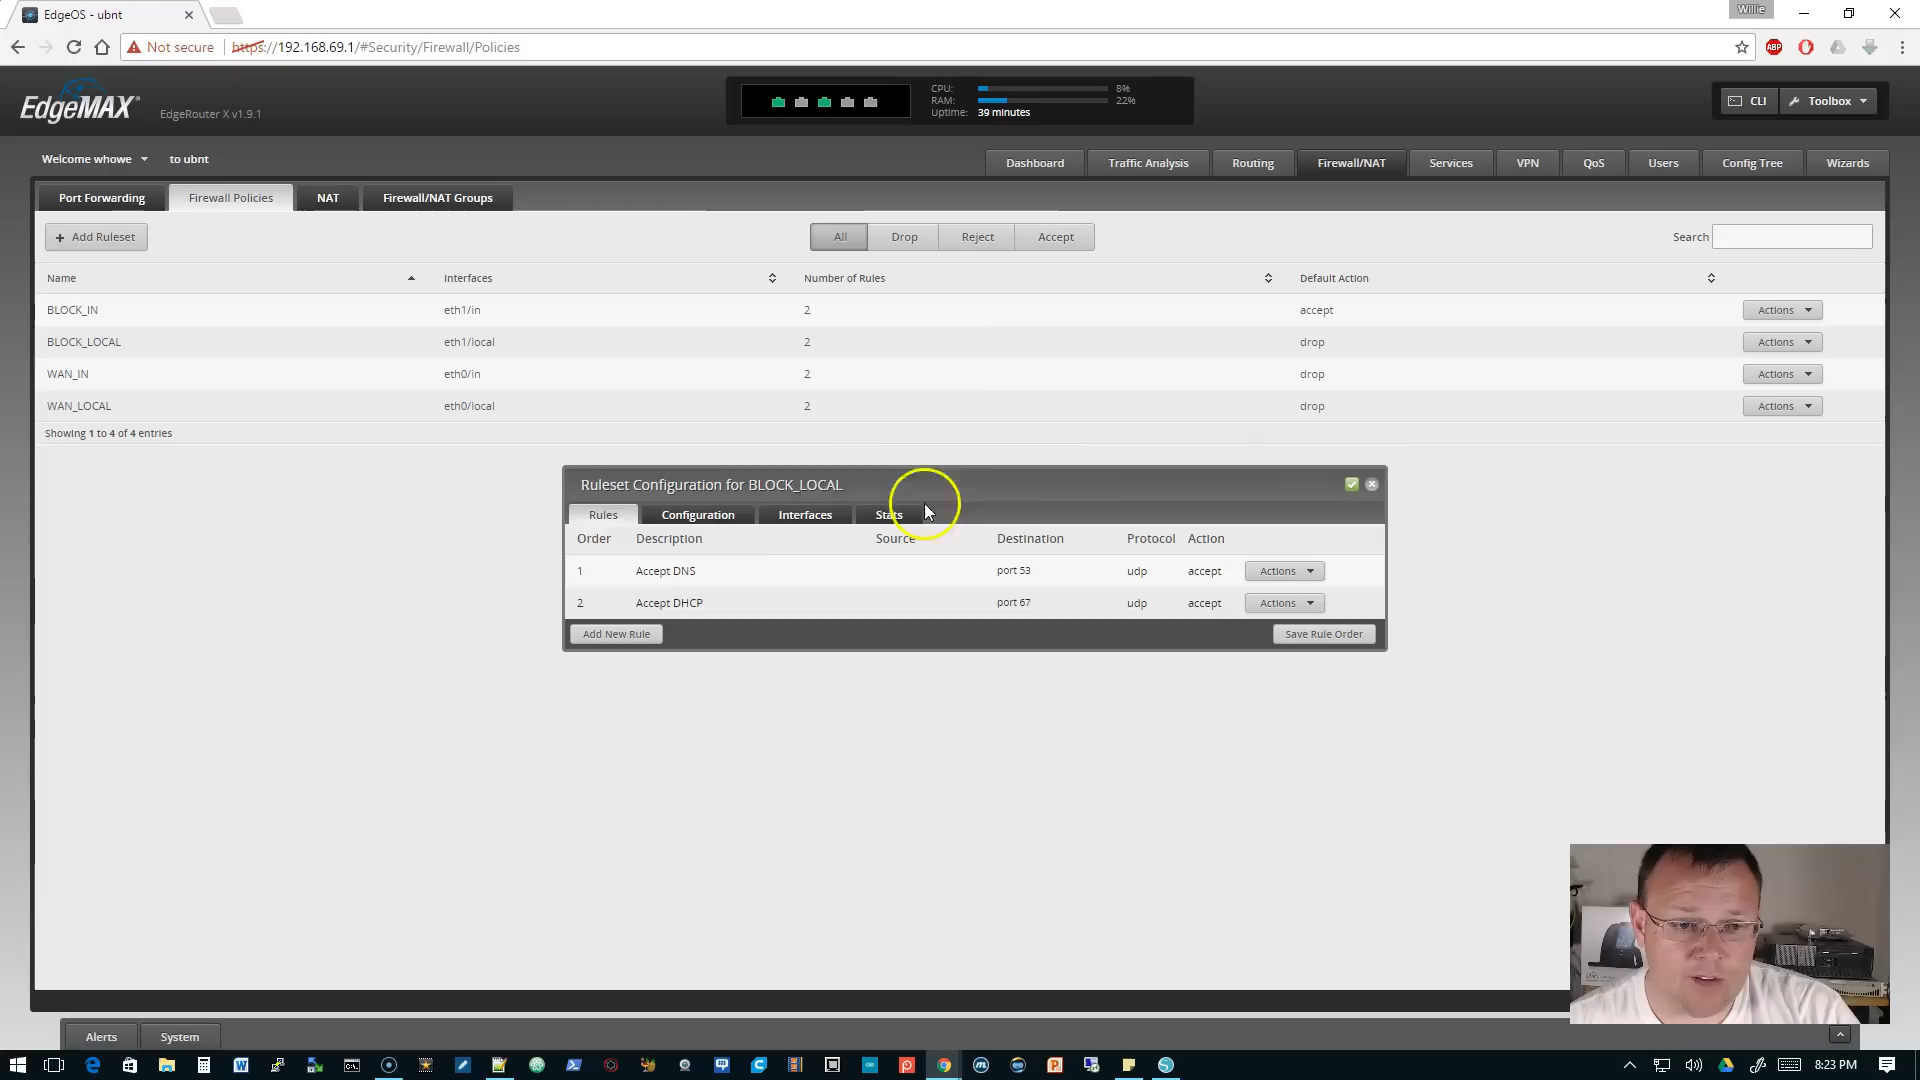 EdgeOS - ubnt
Willie
Not secure
https://192.168.69.1/#Security/Firewall/Policies
ABP
EdgeMAX
EdgeRouter X v1.9.1
CPU: 8%
RAM: 22%
Uptime: 39 minutes
CLI
Toolbox
Welcome whowe to ubnt
Dashboard Traffic Analysis Routing Firewall/NAT Services VPN QoS Users Config Tree Wizards
Port Forwarding Firewall Policies NAT Firewall/NAT Groups
+ Add Ruleset All Drop Reject Accept Search
Name Interfaces Number of Rules Default Action
BLOCK_IN eth1/in 2 accept Actions
BLOCK_LOCAL eth1/local 2 drop Actions
WAN_IN eth0/in 2 drop Actions
WAN_LOCAL eth0/local 2 drop Actions
Showing 1 to 4 of 4 entries
Ruleset Configuration for BLOCK_LOCAL
Rules Configuration Interfaces Stats
Order Description Source Destination Protocol Action
1 Accept DNS port 53 udp accept Actions
2 Accept DHCP port 67 udp accept Actions
Add New Rule Save Rule Order
Alerts System
8:23 PM